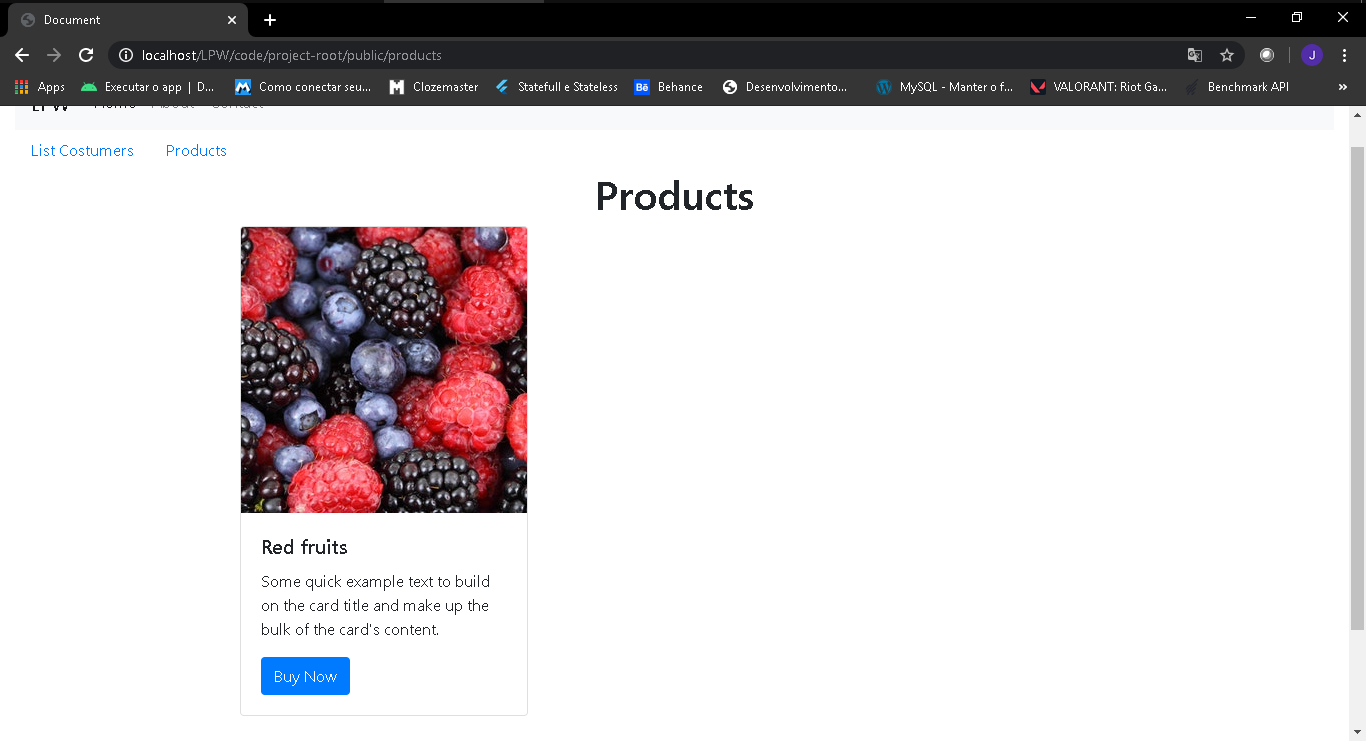 Document
localhost/LPW/code/project-root/public/products
J
Apps Executar o app | D... Como conectar seu... Clozemaster Statefull e Stateless Bē Behance Desenvolvimento... MySQL - Manter o f... VALORANT: Riot Ga... Benchmark API »
LPW Home About Contact
List Costumers Products
Products
Red fruits
Some quick example text to build
on the card title and make up the
bulk of the card's content.
Buy Now